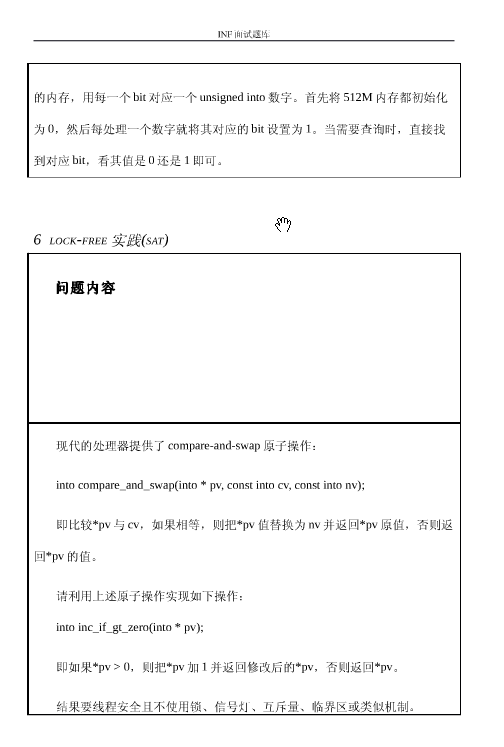 INF 面试题库
的内存，用每一个 bit 对应一个 unsigned into 数字。首先将 512M 内存都初始化
为 0，然后每处理一个数字就将其对应的 bit 设置为 1。当需要查询时，直接找
到对应 bit，看其值是 0 还是 1 即可。
6 LOCK-FREE 实践(SAT)
问题内容
现代的处理器提供了 compare-and-swap 原子操作：
into compare_and_swap(into * pv, const into cv, const into nv);
即比较*pv 与 cv，如果相等，则把*pv 值替换为 nv 并返回*pv 原值，否则返
回*pv 的值。
请利用上述原子操作实现如下操作：
into inc_if_gt_zero(into * pv);
即如果*pv > 0，则把*pv 加 1 并返回修改后的*pv，否则返回*pv。
结果要线程安全且不使用锁、信号灯、互斥量、临界区或类似机制。